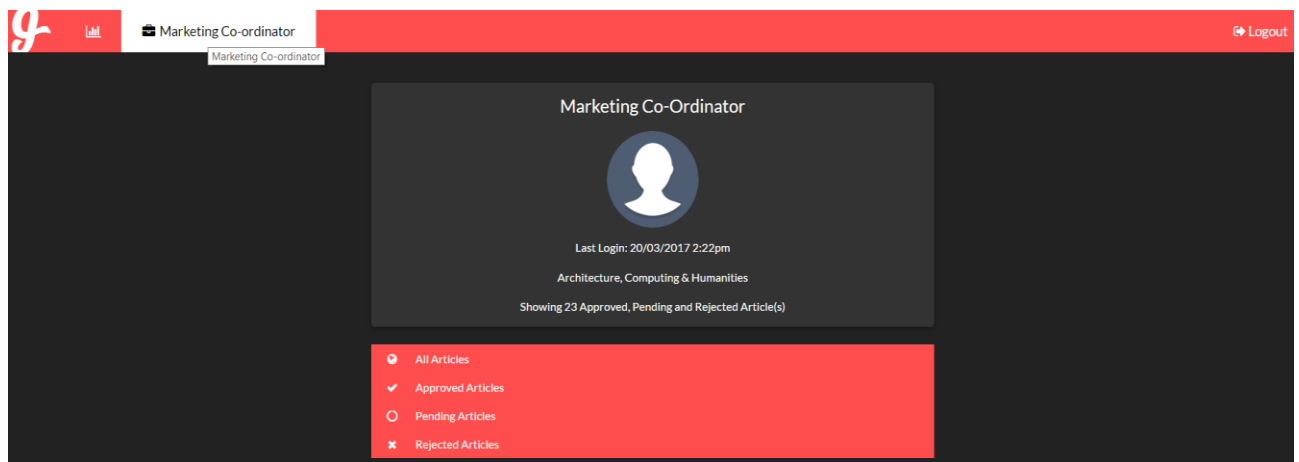 g
Marketing Co-ordinator
Logout
Marketing Co-ordinator
Marketing Co-Ordinator
Last Login: 20/03/2017 2:22pm
Architecture, Computing & Humanities
Showing 23 Approved, Pending and Rejected Article(s)
All Articles
Approved Articles
Pending Articles
Rejected Articles